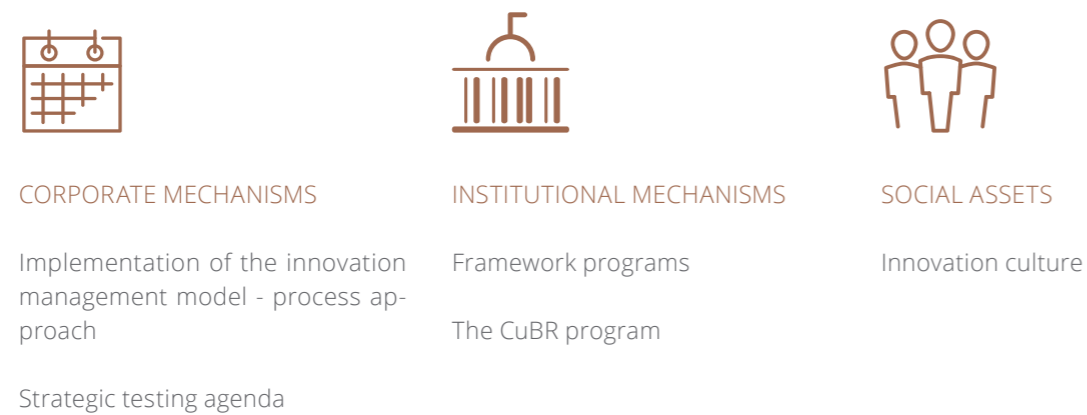 CORPORATE MECHANISMS
Implementation of the innovation
management model - process ap-
proach
Strategic testing agenda
INSTITUTIONAL MECHANISMS
Framework programs
The CuBR program
SOCIAL ASSETS
Innovation culture